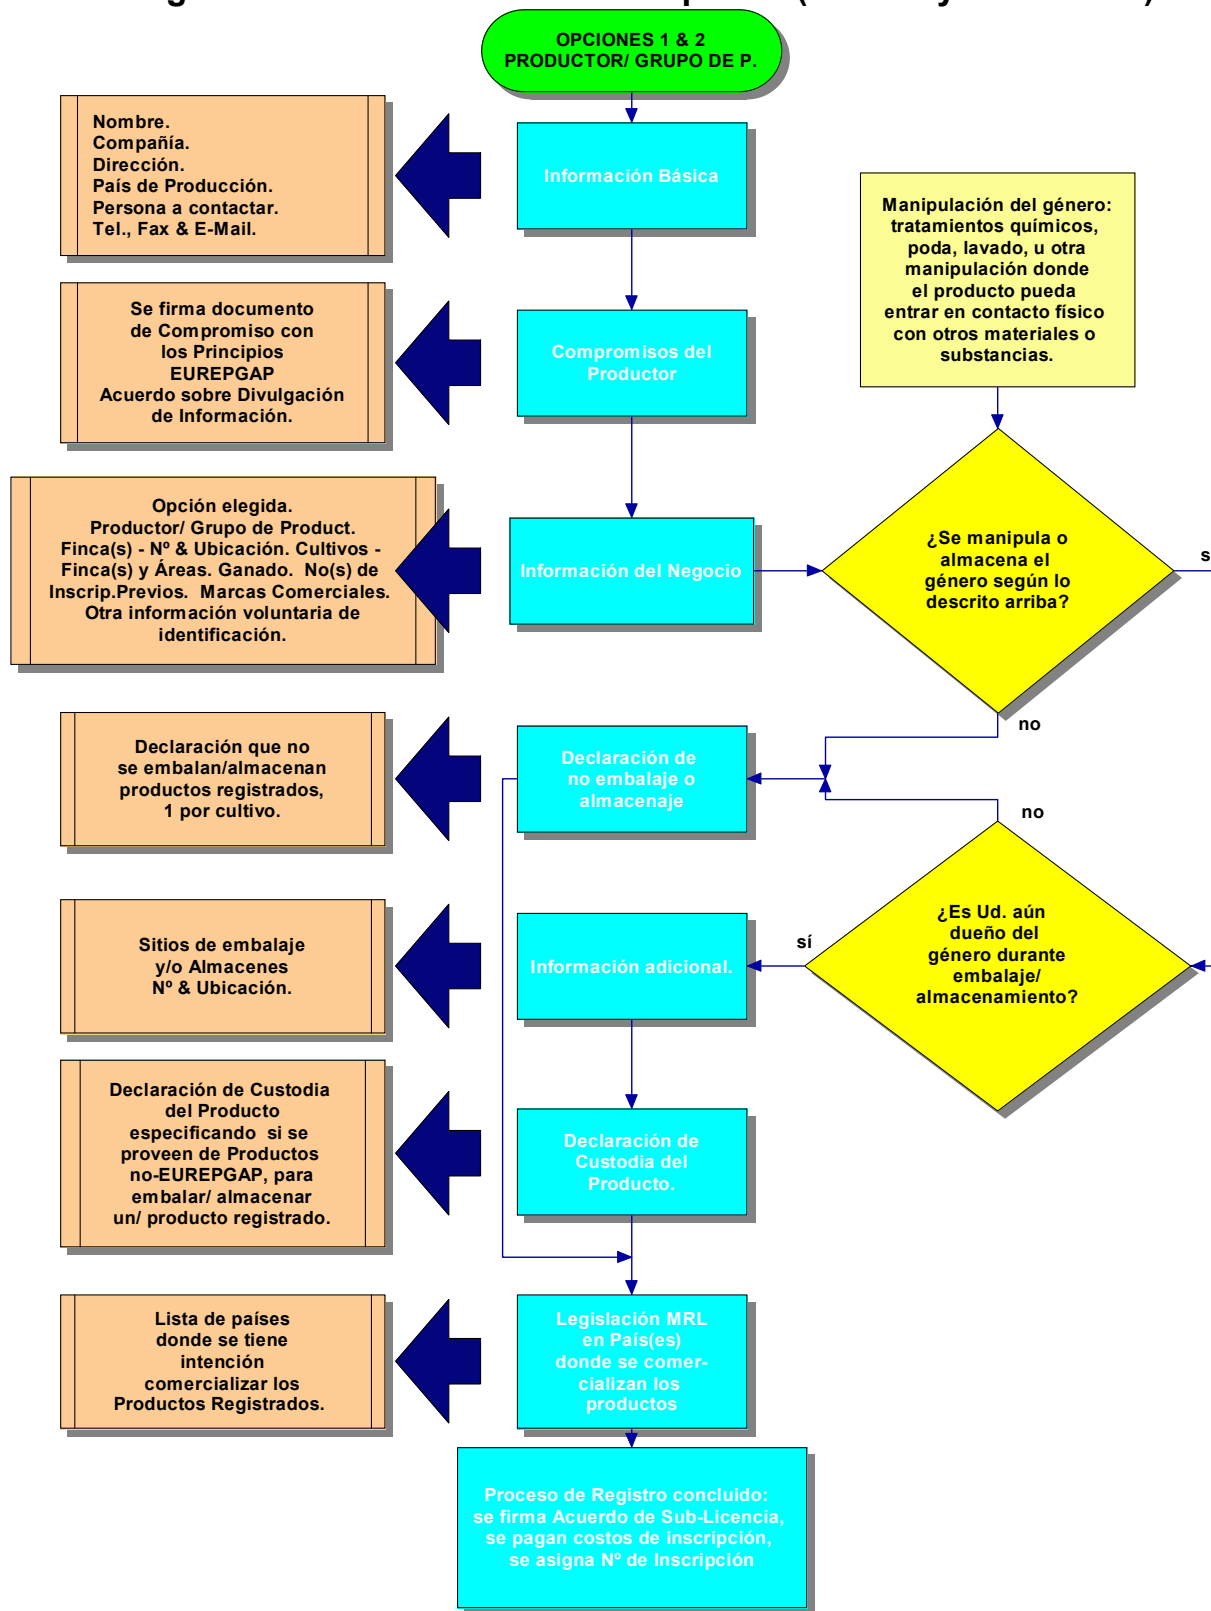 OPCIONES 1 & 2
PRODUCTOR/ GRUPO DE P.
Nombre.
Compañía.
Dirección.
País de Producción.
Persona a contactar.
Tel., Fax & E-Mail.
Información Básica
Manipulación del género:
tratamientos químicos,
poda, lavado, u otra
manipulación donde
el producto pueda
entrar en contacto físico
con otros materiales o
substancias.
Se firma documento
de Compromiso con
los Principios
EUREPGAP
Acuerdo sobre Divulgación
de Información.
Compromisos del
Productor
Opción elegida.
Productor/ Grupo de Product.
Finca(s) - Nº & Ubicación. Cultivos -
Finca(s) y Áreas. Ganado. No(s) de
Inscrip.Previos. Marcas Comerciales.
Otra información voluntaria de
identificación.
Información del Negocio
¿Se manipula o
almacena el
género según lo
descrito arriba?
no
Declaración que no
se embalan/almacenan
productos registrados,
1 por cultivo.
Declaración de
no embalaje o
almacenaje
no
Sitios de embalaje
y/o Almacenes
Nº & Ubicación.
Información adicional.
sí
¿Es Ud. aún
dueño del
género durante
embalaje/
almacenamiento?
Declaración de Custodia
del Producto
especificando si se
proveen de Productos
no-EUREPGAP, para
embalar/ almacenar
un/ producto registrado.
Declaración de
Custodia del
Producto.
Lista de países
donde se tiene
intención
comercializar los
Productos Registrados.
Legislación MRL
en País(es)
donde se comer-
cializan los
productos
Proceso de Registro concluido:
se firma Acuerdo de Sub-Licencia,
se pagan costos de inscripción,
se asigna Nº de Inscripción